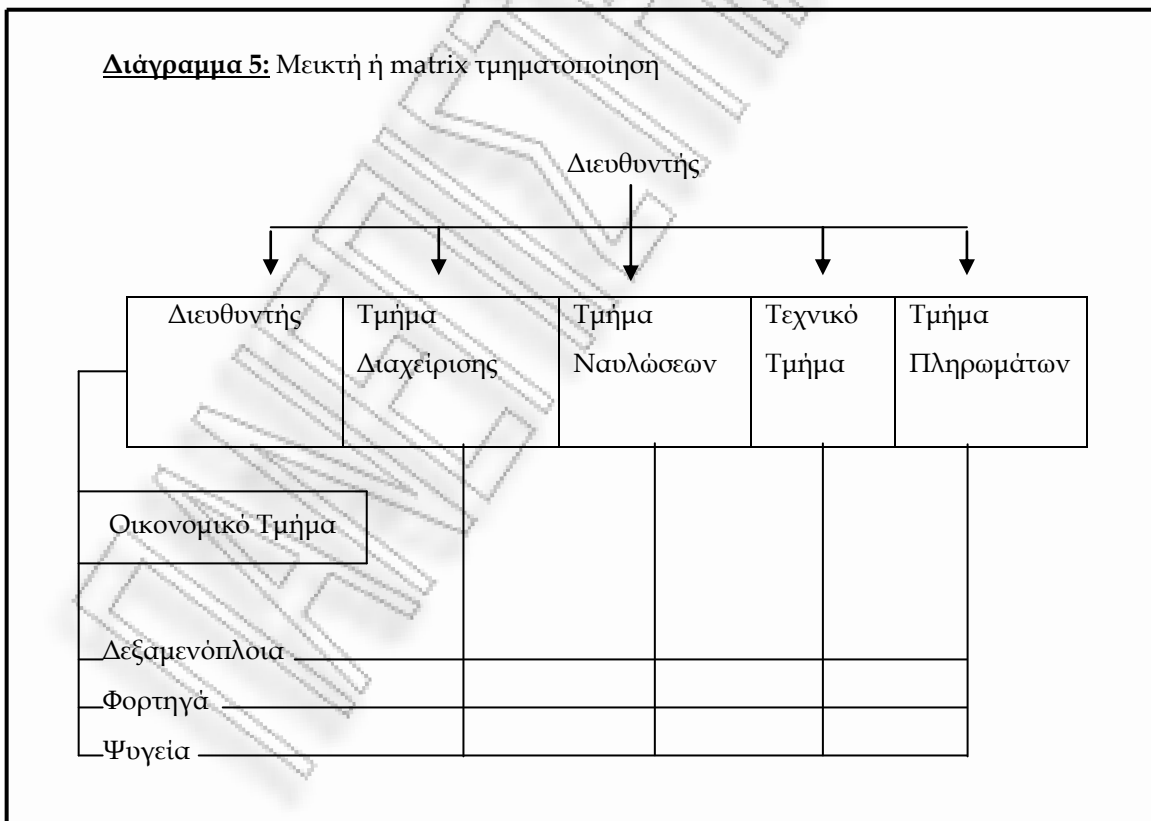 Διάγραμμα 5: Μεικτή ή matrix τμηματοποίηση
Διευθυντής
Διευθυντής
Τμήμα
Διαχείρισης
Τμήμα
Ναυλώσεων
Τεχνικό
Τμήμα
Τμήμα
Πληρωμάτων
Οικονομικό Τμήμα
Δεξαμενόπλοια
Φορτηγά
Ψυγεία